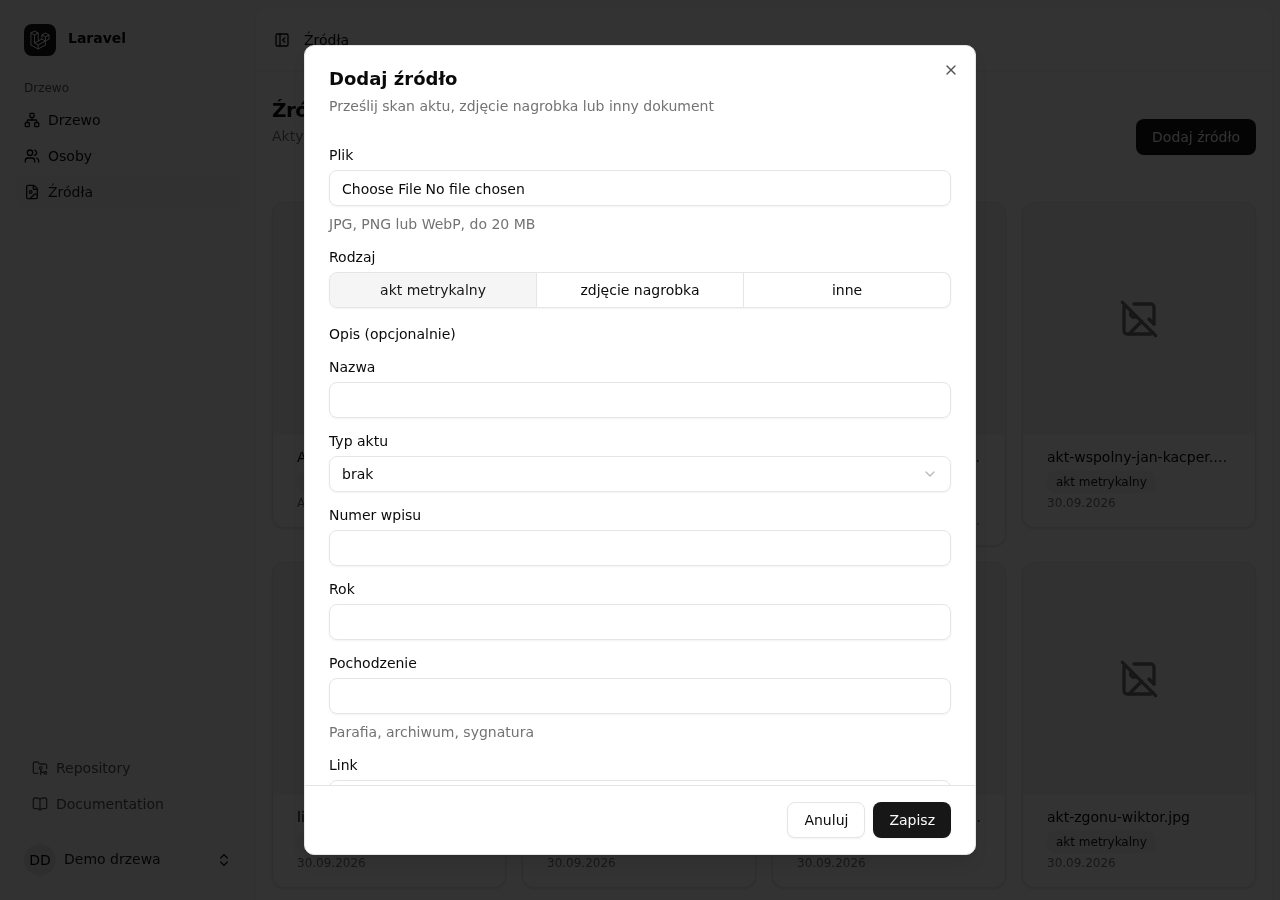 Laravel
Źródła
Drzewo
Drzewo
Osoby
Źródła
Dodaj źródło
Dodaj źródło
Prześlij skan aktu, zdjęcie nagrobka lub inny dokument
Plik
Choose File No file chosen
JPG, PNG lub WebP, do 20 MB
Rodzaj
akt metrykalny
zdjęcie nagrobka
inne
Opis (opcjonalnie)
Nazwa
Typ aktu
brak
Numer wpisu
Rok
Pochodzenie
Parafia, archiwum, sygnatura
Link
Anuluj
Zapisz
akt-wspolny-jan-kacper....
akt metrykalny
30.09.2026
akt-zgonu-wiktor.jpg
akt metrykalny
30.09.2026
30.09.2026
30.09.2026
30.09.2026
Repository
Documentation
DD
Demo drzewa